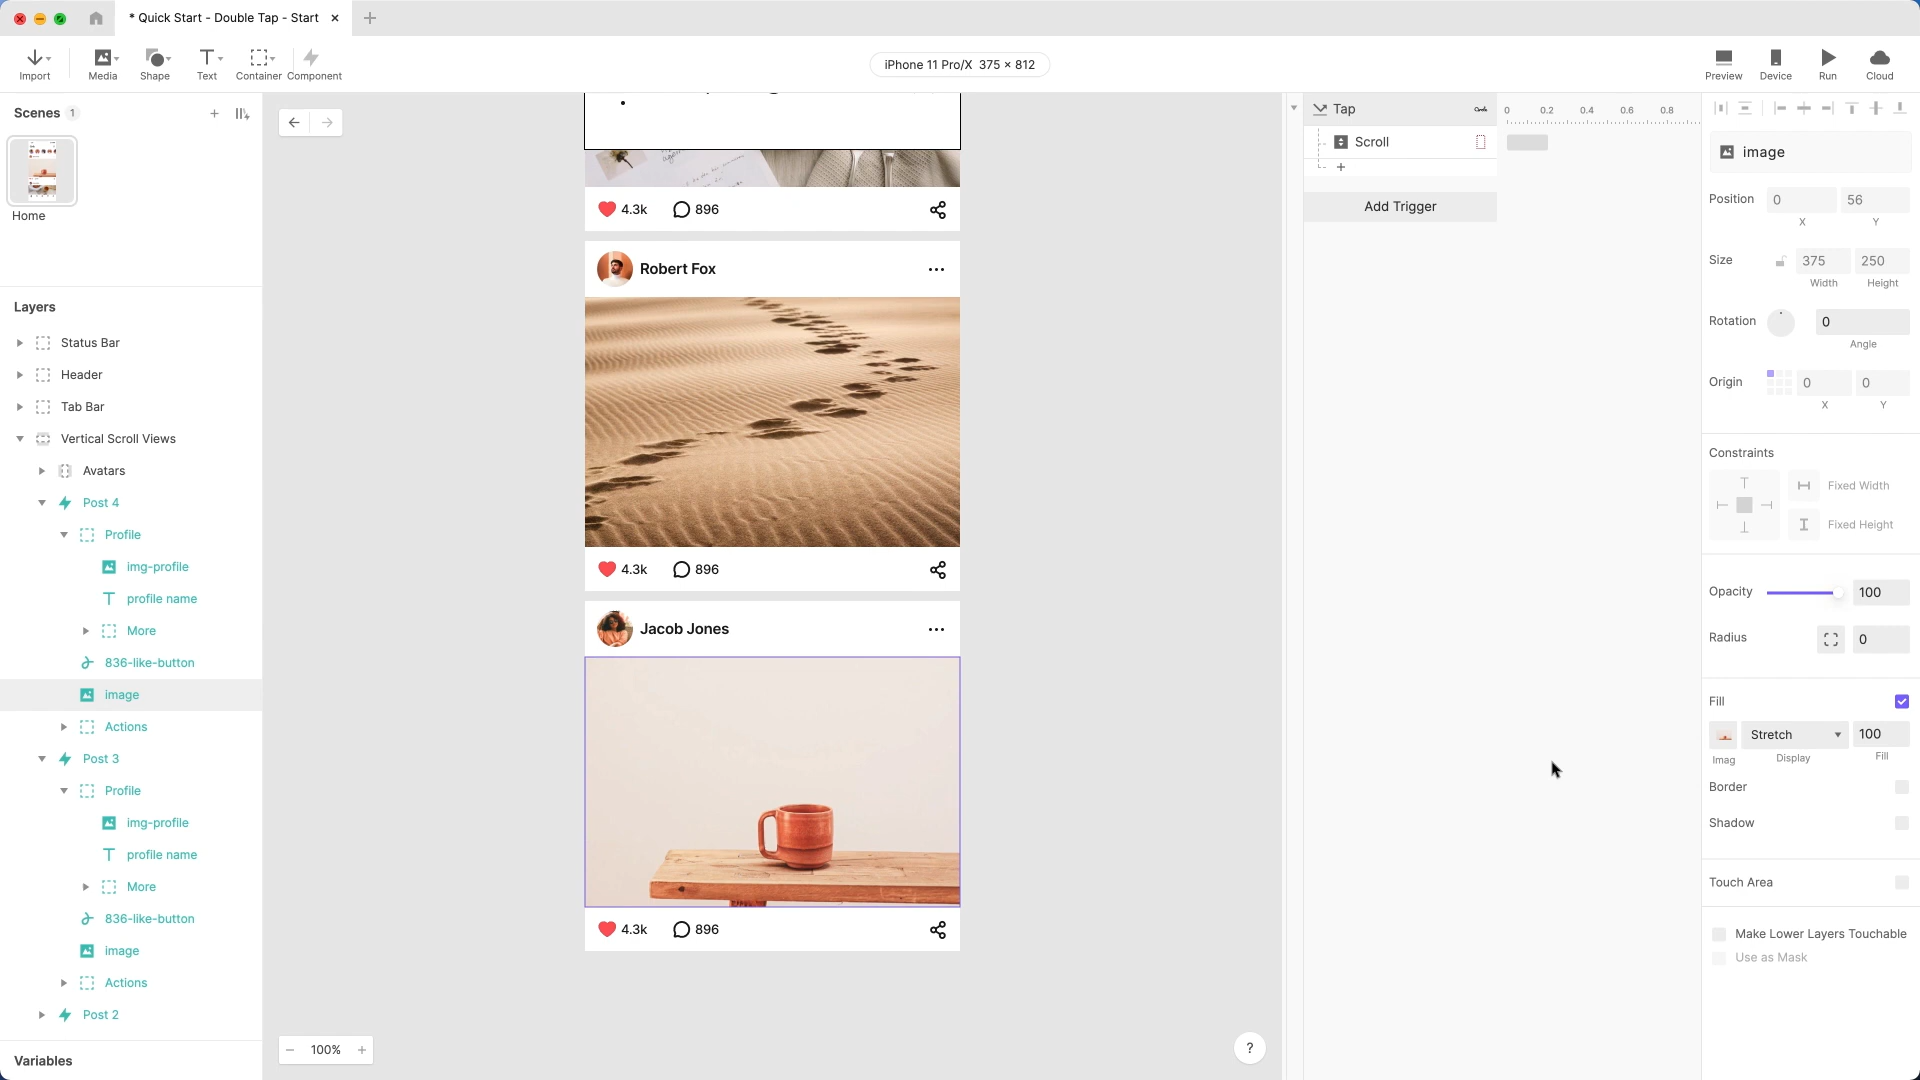 * Quick Start - Double Tap - Start
Import
Media
Shape
Text
Container
Component
iPhone 11 Pro/X 375 × 812
Preview
Device
Run
Cloud
Scenes 1
Home
Layers
Status Bar
Header
Tab Bar
Vertical Scroll Views
Avatars
Post 4
Profile
img-profile
profile name
More
836-like-button
image
Actions
Post 3
Profile
img-profile
profile name
More
836-like-button
image
Actions
Post 2
Variables
4.3k 896
Robert Fox
4.3k 896
Jacob Jones
4.3k 896
100%
?
Tap
Scroll
Add Trigger
0 0.2 0.4 0.6 0.8
image
Position 0 56
X Y
Size 375 250
Width Height
Rotation 0
Angle
Origin 0 0
X Y
Constraints
Fixed Width
Fixed Height
Opacity 100
Radius 0
Fill
Stretch 100
Imag Display Fill
Border
Shadow
Touch Area
Make Lower Layers Touchable
Use as Mask